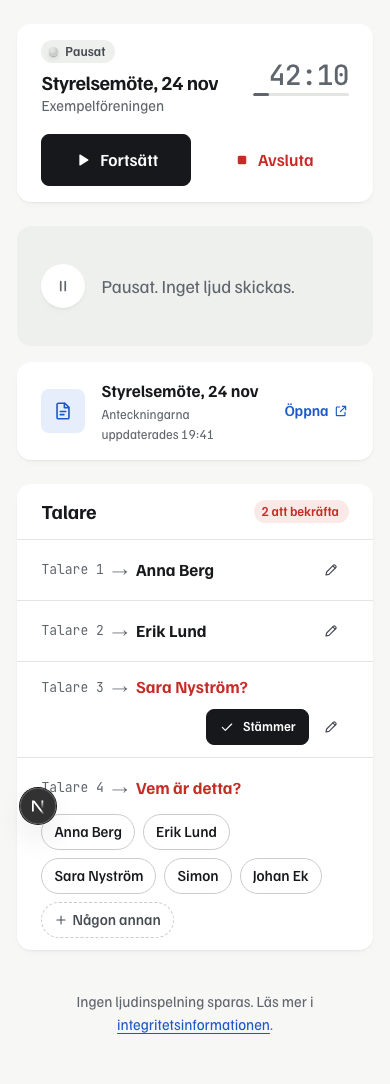 Pausat
Styrelsemöte, 24 nov
Exempelföreningen
42:10
Fortsätt
Avsluta
Pausat. Inget ljud skickas.
Styrelsemöte, 24 nov
Anteckningarna
uppdaterades 19:41
Öppna
Talare
2 att bekräfta
Talare 1 → Anna Berg
Talare 2 → Erik Lund
Talare 3 → Sara Nyström?
Stämmer
Talare 4 → Vem är detta?
N
Anna Berg
Erik Lund
Sara Nyström
Simon
Johan Ek
+ Någon annan
Ingen ljudinspelning sparas. Läs mer i
integritetsinformationen.